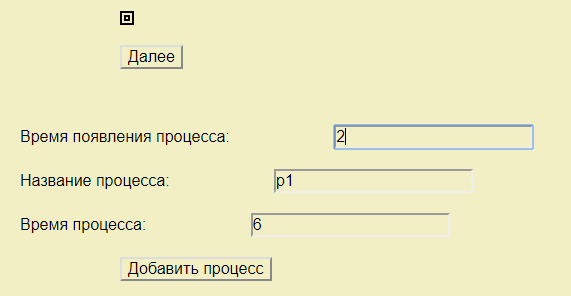 Далее
Время появления процесса: 2
Название процесса: p1
Время процесса: 6
Добавить процесс